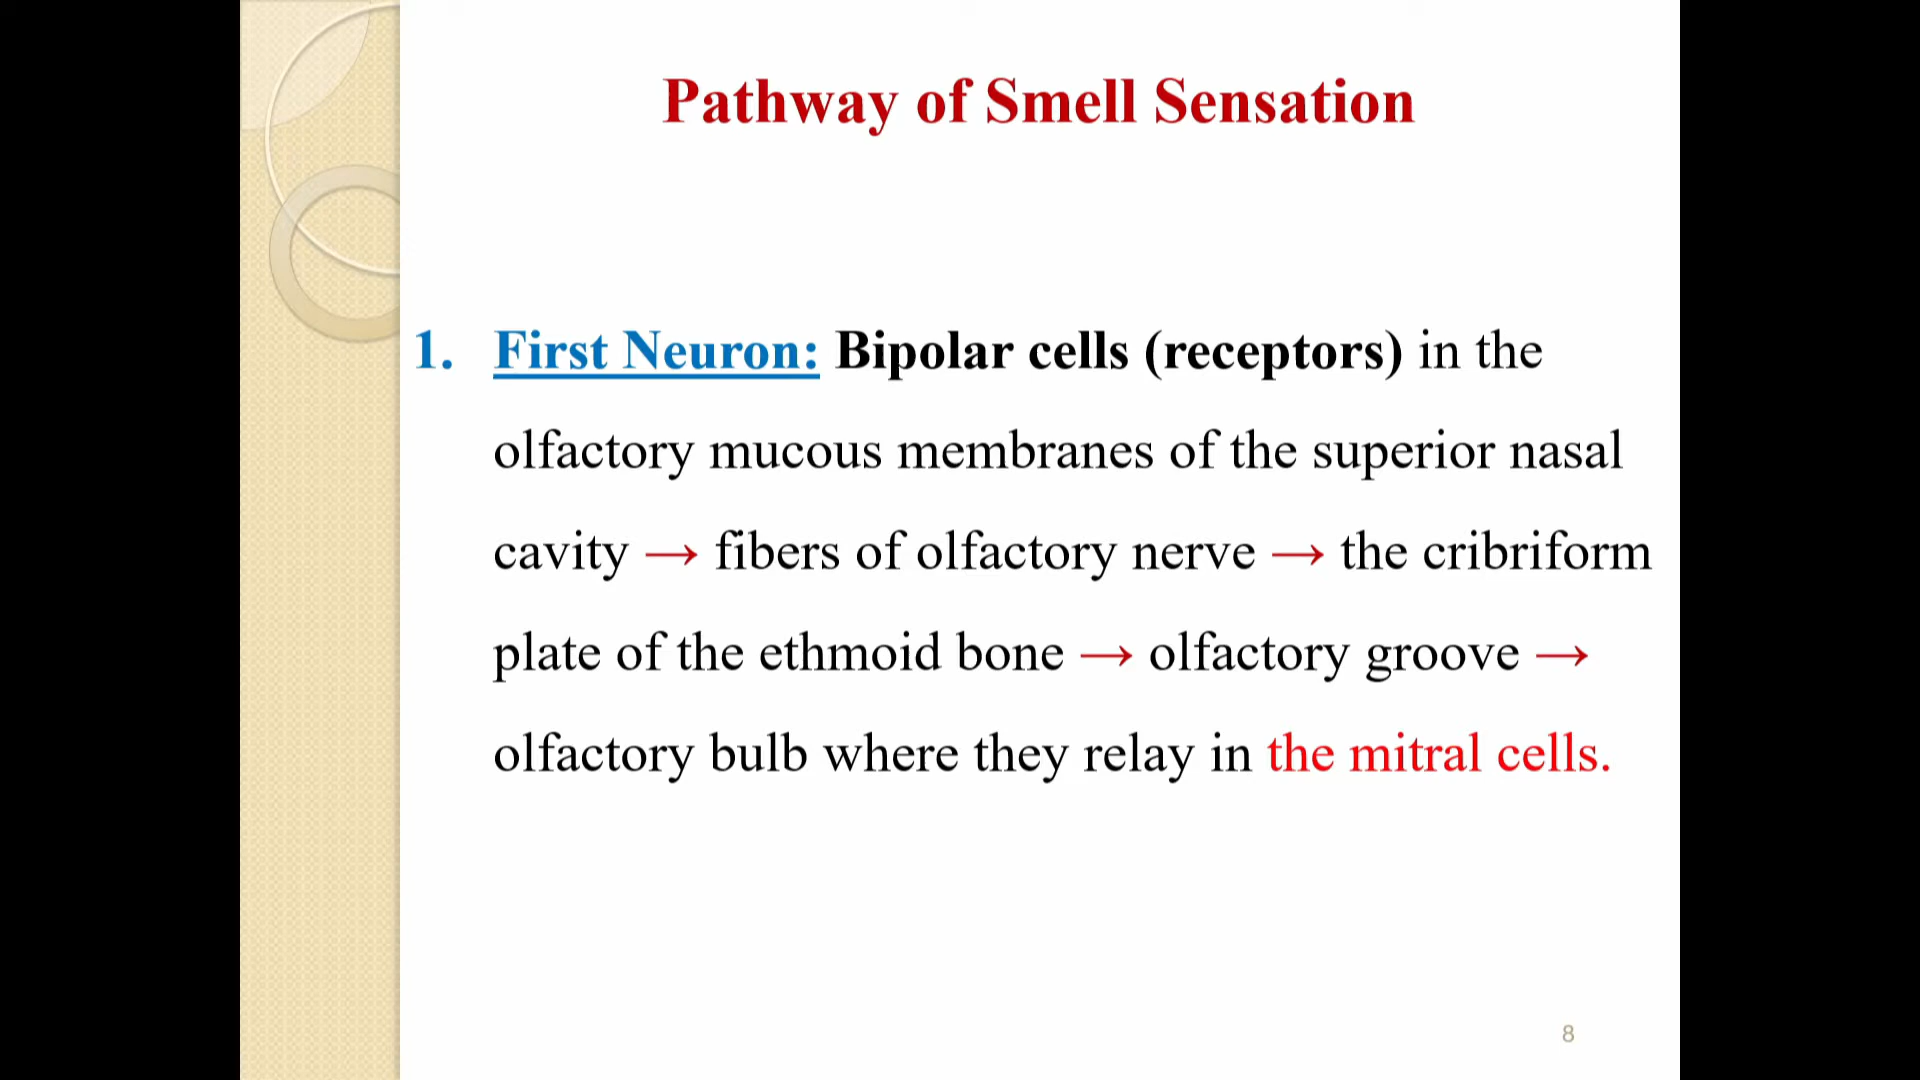 Pathway of Smell Sensation
1. First Neuron: Bipolar cells (receptors) in the
olfactory mucous membranes of the superior nasal
cavity → fibers of olfactory nerve → the cribriform
plate of the ethmoid bone → olfactory groove →
olfactory bulb where they relay in the mitral cells.
8